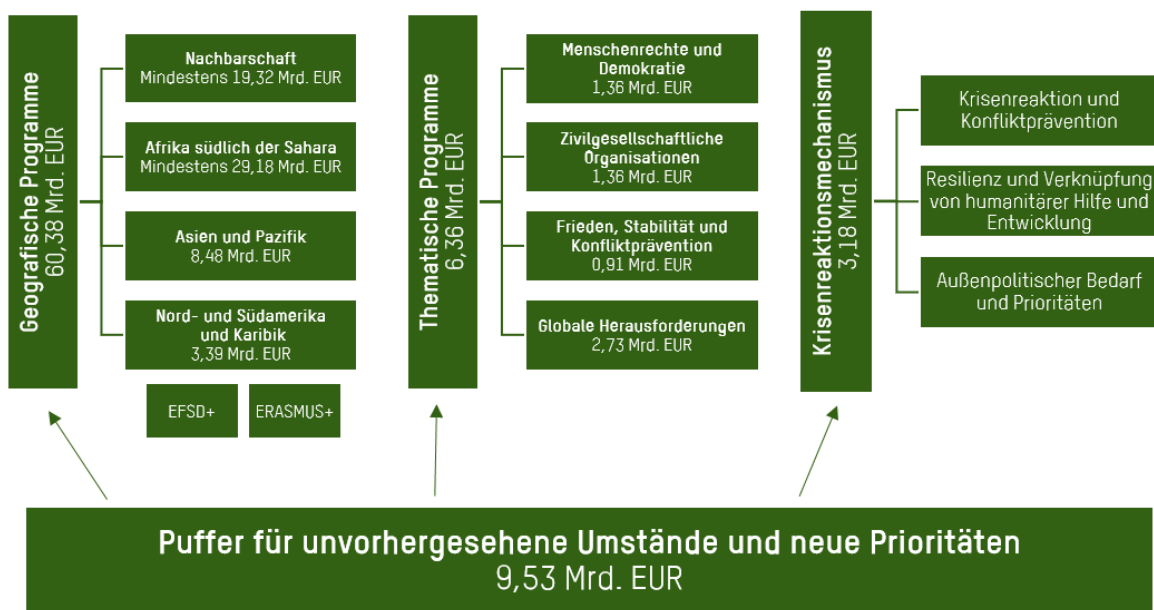 Geografische Programme
60,38 Mrd. EUR
Nachbarschaft
Mindestens 19,32 Mrd. EUR
Afrika südlich der Sahara
Mindestens 29,18 Mrd. EUR
Asien und Pazifik
8,48 Mrd. EUR
Nord- und Südamerika
und Karibik
3,39 Mrd. EUR
EFSD+
ERASMUS+
Thematische Programme
6,36 Mrd. EUR
Menschenrechte und
Demokratie
1,36 Mrd. EUR
Zivilgesellschaftliche
Organisationen
1,36 Mrd. EUR
Frieden, Stabilität und
Konfliktprävention
0,91 Mrd. EUR
Globale Herausforderungen
2,73 Mrd. EUR
Krisenreaktionsmechanismus
3,18 Mrd. EUR
Krisenreaktion und
Konfliktprävention
Resilienz und Verknüpfung
von humanitärer Hilfe und
Entwicklung
Außenpolitischer Bedarf
und Prioritäten
Puffer für unvorhergesehene Umstände und neue Prioritäten
9,53 Mrd. EUR